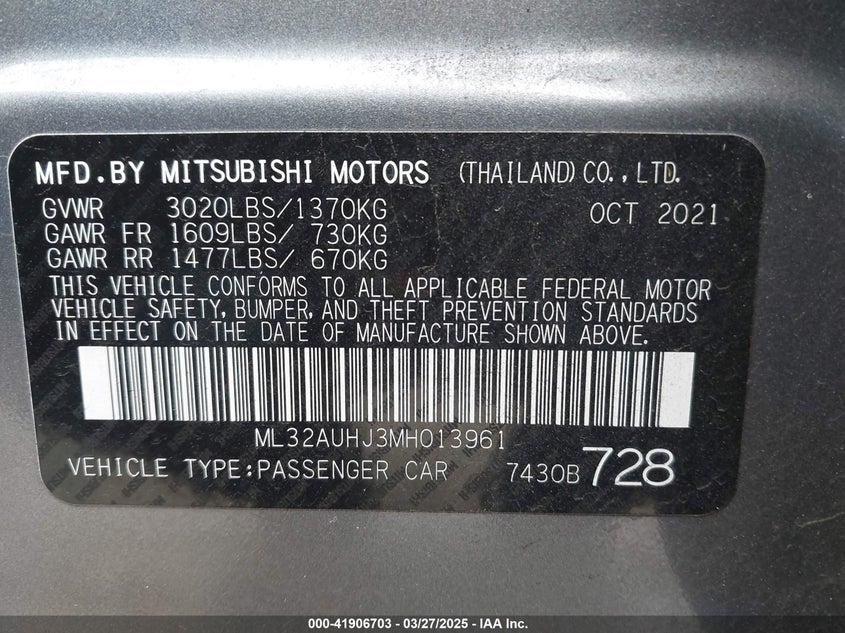 MFD.BY MITSUBISHI MOTORS (THAILAND) CO., LTD.
GVWR 3020LBS/1370KG OCT 2021
GAWR FR 1609LBS/ 730KG
GAWR RR 1477LBS/ 670KG
THIS VEHICLE CONFORMS TO ALL APPLICABLE FEDERAL MOTOR
VEHICLE SAFETY, BUMPER, AND THEFT PREVENTION STANDARDS
IN EFFECT ON THE DATE OF MANUFACTURE SHOWN ABOVE.
ML32AUHJ3MH013961
VEHICLE TYPE:PASSENGER CAR 7430B 728
000-41906703 - 03/27/2025 - IAA Inc.